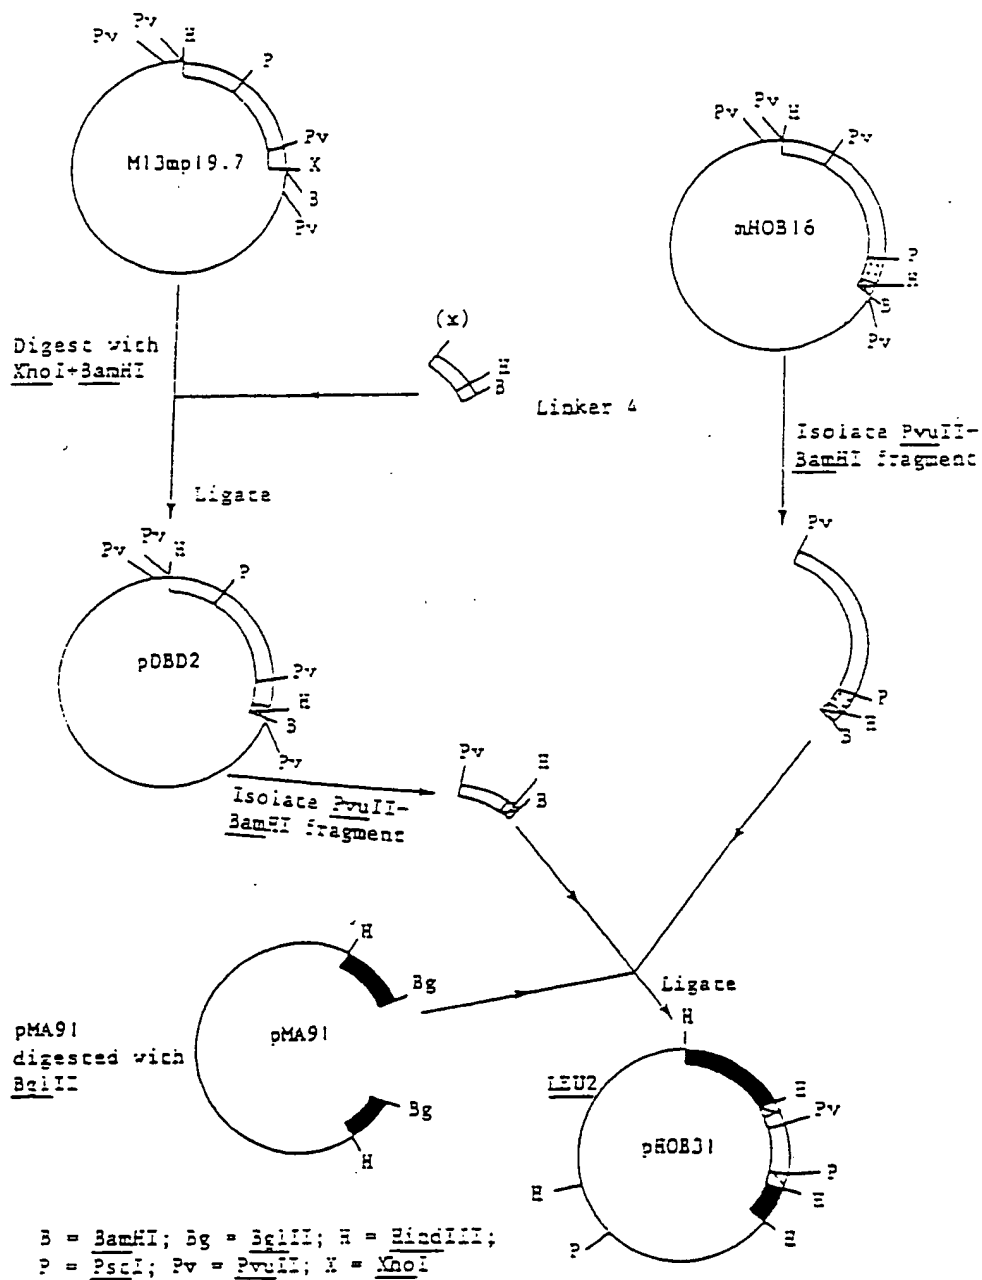 Pv
Pv
H
P
Pv
X
B
Pv
M13mp19.7
Pv
Pv
H
Pv
mHOB16
P
H
B
Pv
Digest with
XhoI+BamHI
(x)
H
B
Linker 4
Isolate PvuII-
BamHI fragment
Ligate
Pv
Pv
H
P
pDBD2
Pv
H
B
Pv
Pv
P
H
B
Isolate PvuII-
BamHI fragment
Pv
H
B
H
Bg
pMA91
digested with
BglII
pMA91
Bg
H
Ligate
H
LEU2
H
Pv
pHOB31
P
H
H
H
P
B = BamHI; Bg = BglII; H = HindIII;
P = PstI; Pv = PvuII; X = XhoI